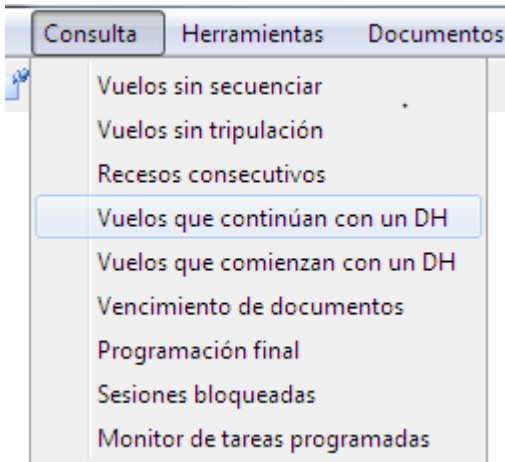 Consulta Herramientas Documentos
Vuelos sin secuenciar
Vuelos sin tripulación
Recesos consecutivos
Vuelos que continúan con un DH
Vuelos que comienzan con un DH
Vencimiento de documentos
Programación final
Sesiones bloqueadas
Monitor de tareas programadas